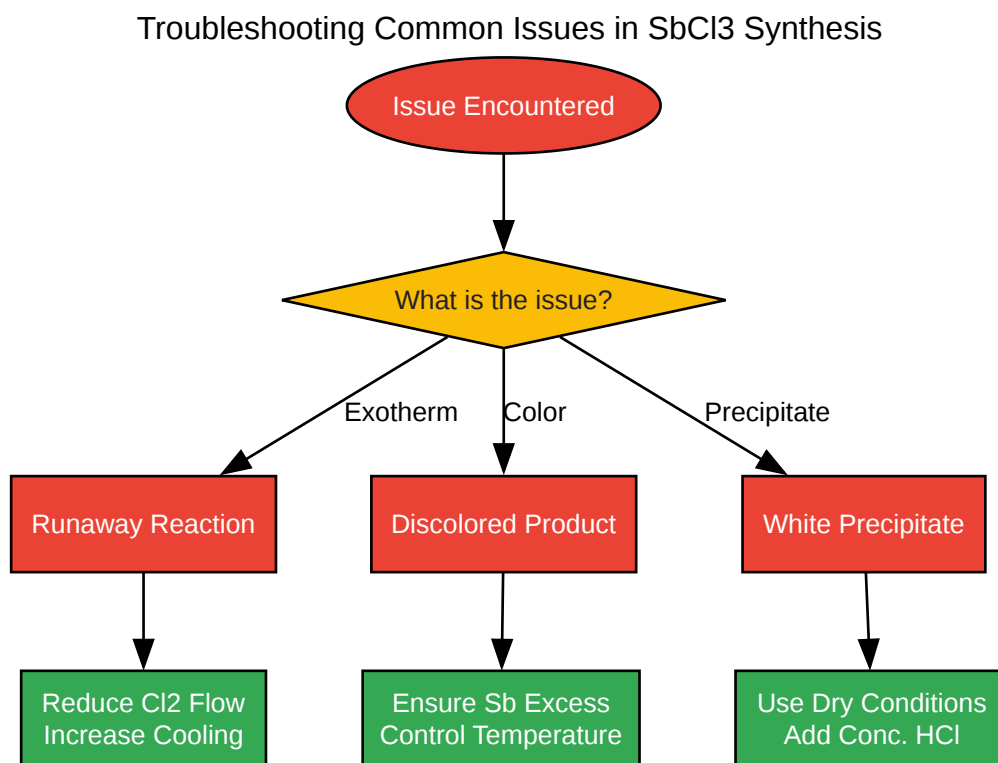 Troubleshooting Common Issues in SbCl3 Synthesis
Issue Encountered
What is the issue?
Exotherm
Color
Precipitate
Runaway Reaction
Discolored Product
White Precipitate
Reduce Cl2 Flow
Increase Cooling
Ensure Sb Excess
Control Temperature
Use Dry Conditions
Add Conc. HCl